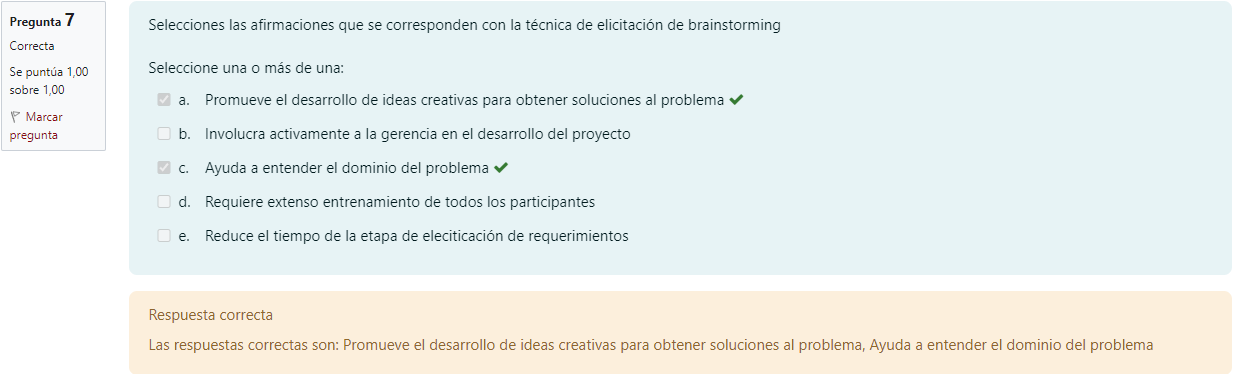 Pregunta 7
Correcta
Se puntúa 1,00
sobre 1,00
Marcar
pregunta
Selecciones las afirmaciones que se corresponden con la técnica de elicitación de brainstorming
Seleccione una o más de una:
a. Promueve el desarrollo de ideas creativas para obtener soluciones al problema
b. Involucra activamente a la gerencia en el desarrollo del proyecto
c. Ayuda a entender el dominio del problema
d. Requiere extenso entrenamiento de todos los participantes
e. Reduce el tiempo de la etapa de eleciticación de requerimientos
Respuesta correcta
Las respuestas correctas son: Promueve el desarrollo de ideas creativas para obtener soluciones al problema, Ayuda a entender el dominio del problema